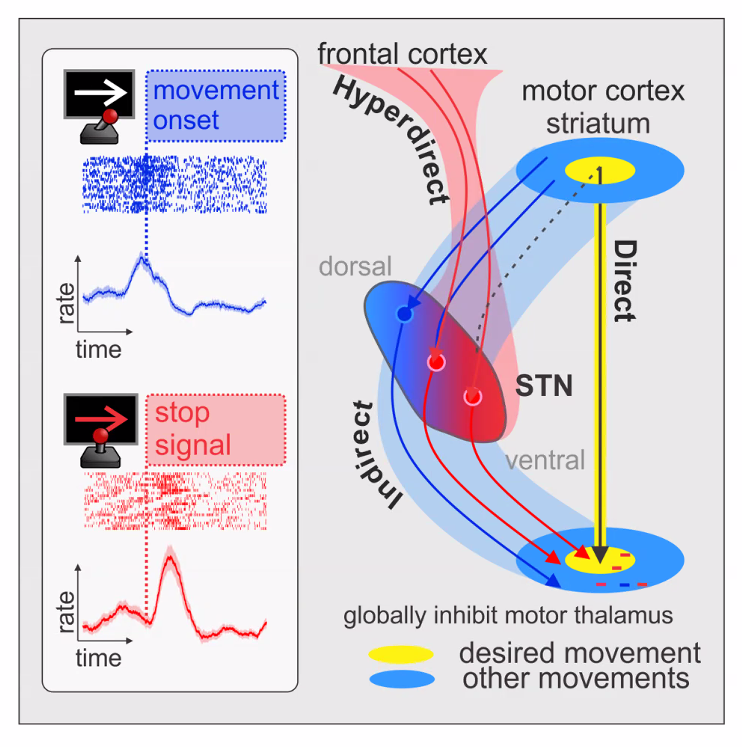 movement
onset
rate
time
stop
signal
rate
time
frontal cortex
Hyperdirect
motor cortex
striatum
Direct
dorsal
STN
Indirect
ventral
globally inhibit motor thalamus
desired movement
other movements